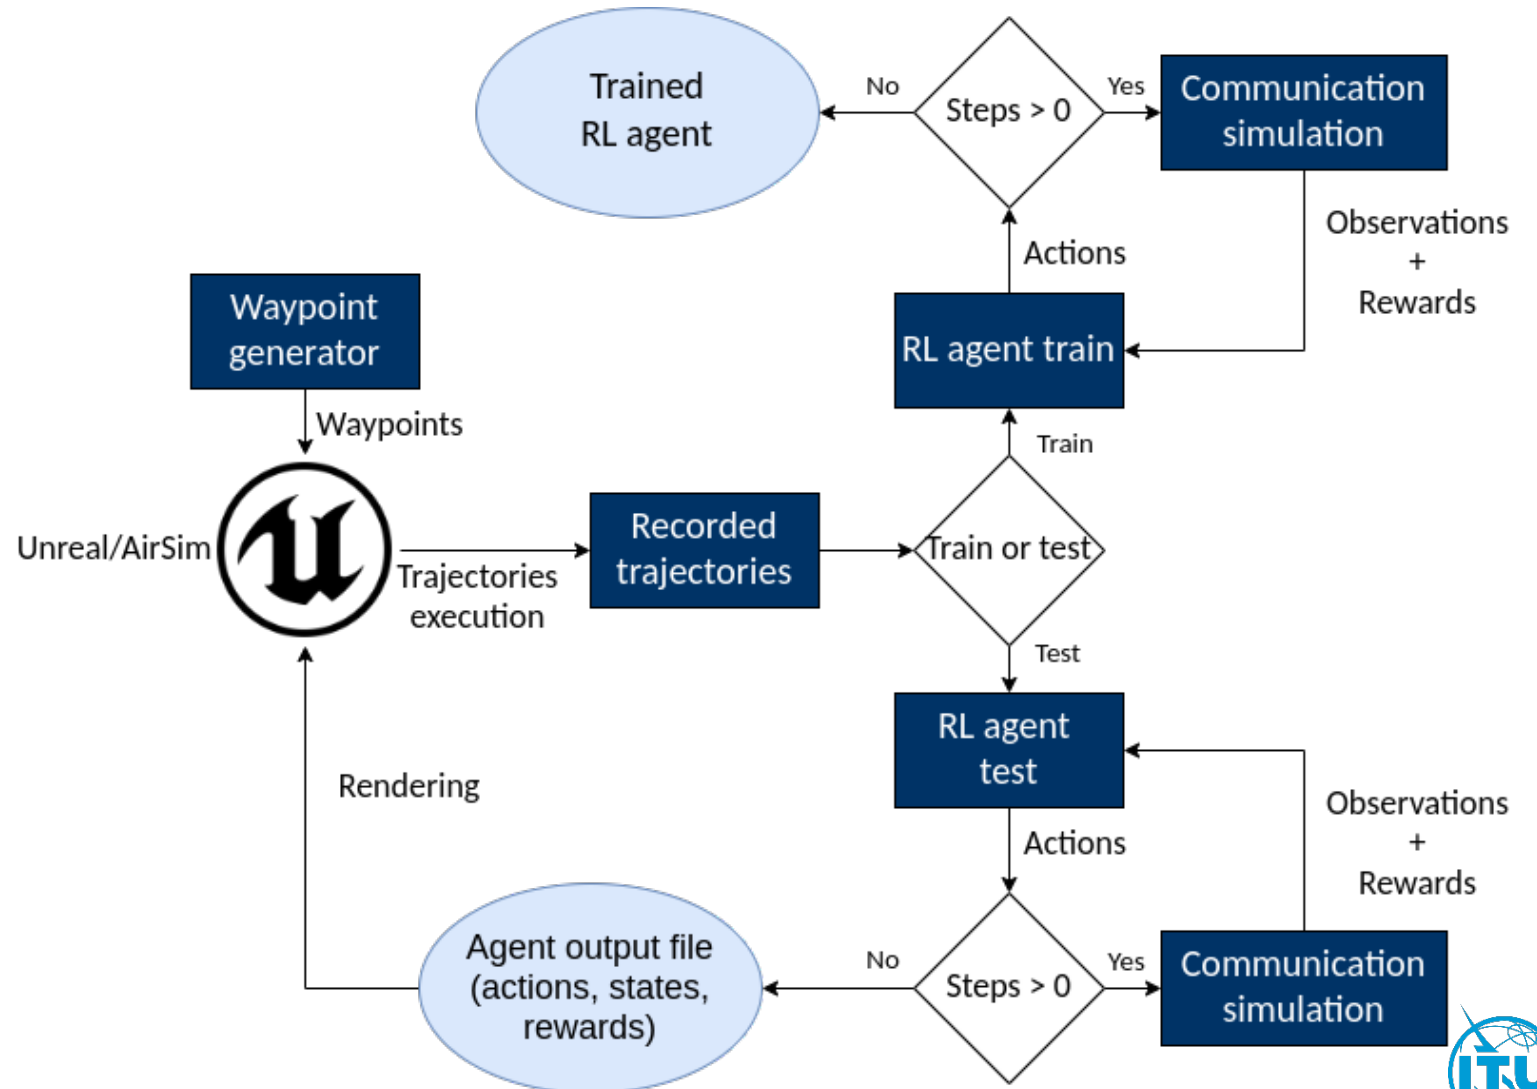 Trained
RL agent
No
Steps > 0
Yes
Communication
simulation
Observations
+
Rewards
Actions
RL agent train
Waypoint
generator
Waypoints
Unreal/AirSim
Trajectories
execution
Recorded
trajectories
Train
Train or test
Test
RL agent
test
Actions
Observations
+
Rewards
Rendering
Agent output file
(actions, states,
rewards)
No
Steps > 0
Yes
Communication
simulation
ITU